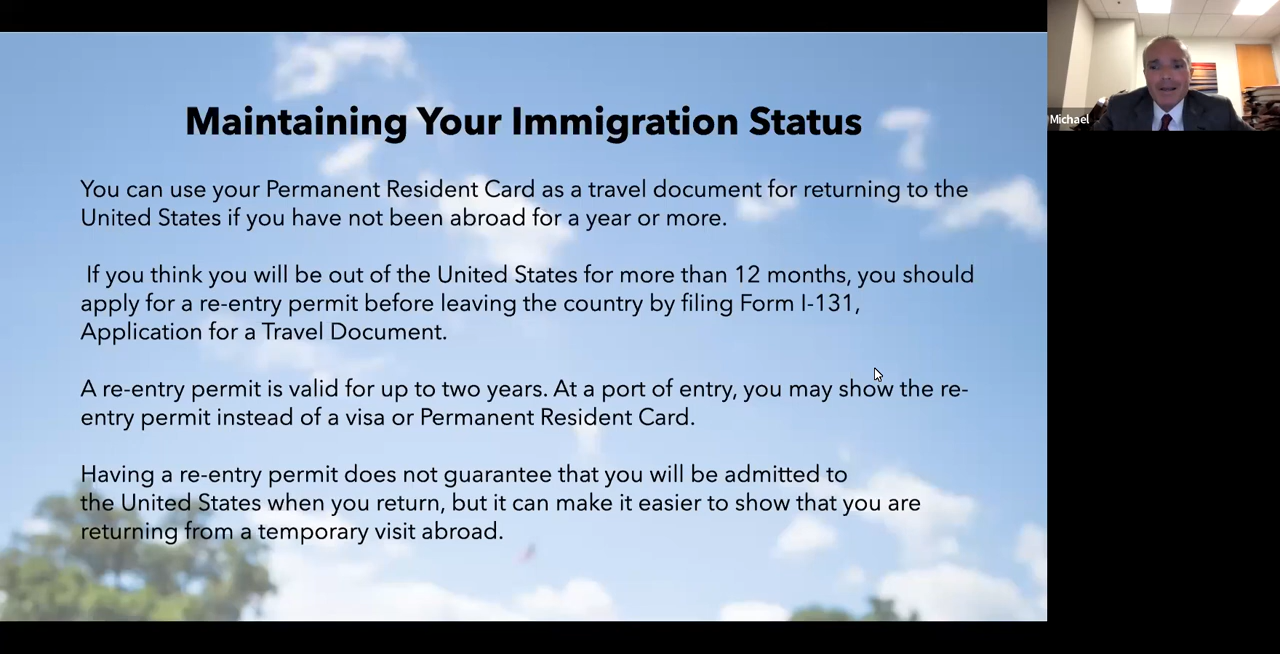 Maintaining Your Immigration Status
You can use your Permanent Resident Card as a travel document for returning to the
United States if you have not been abroad for a year or more.
If you think you will be out of the United States for more than 12 months, you should
apply for a re-entry permit before leaving the country by filing Form I-131,
Application for a Travel Document.
A re-entry permit is valid for up to two years. At a port of entry, you may show the re-
entry permit instead of a visa or Permanent Resident Card.
Having a re-entry permit does not guarantee that you will be admitted to
the United States when you return, but it can make it easier to show that you are
returning from a temporary visit abroad.
Michael